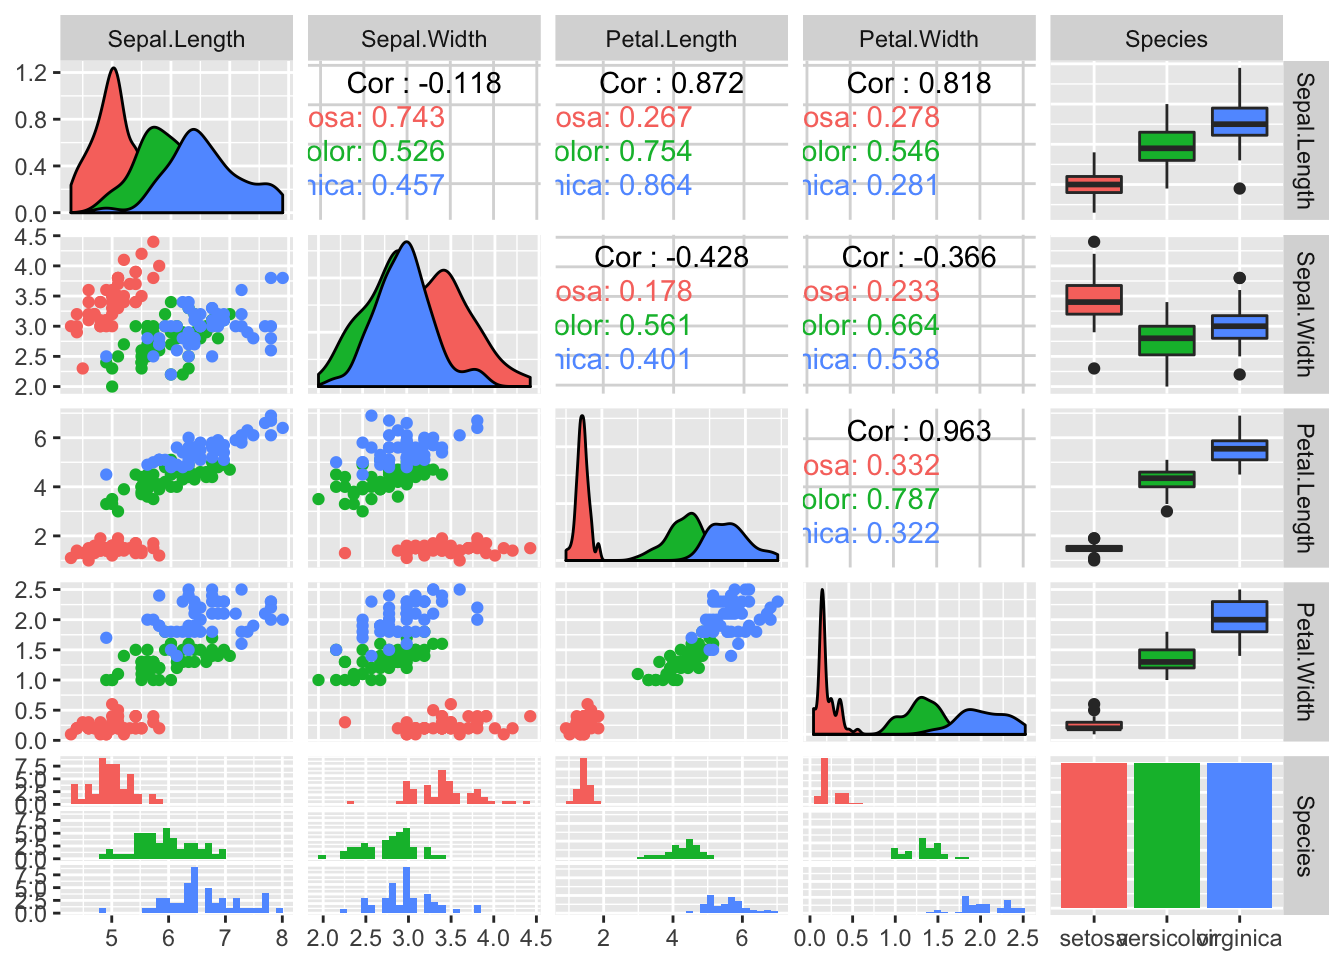 Sepal.Length Sepal.Width Petal.Length Petal.Width Species
1.2
0.8
0.4
0.0
Cor : -0.118
osa: 0.743
olor: 0.526
nica: 0.457
Cor : 0.872
osa: 0.267
olor: 0.754
nica: 0.864
Cor : 0.818
osa: 0.278
olor: 0.546
nica: 0.281
Sepal.Length
4.5
4.0
3.5
3.0
2.5
2.0
Cor : -0.428
osa: 0.178
olor: 0.561
nica: 0.401
Cor : -0.366
osa: 0.233
olor: 0.664
nica: 0.538
Sepal.Width
6
4
2
Cor : 0.963
osa: 0.332
olor: 0.787
nica: 0.322
Petal.Length
2.5
2.0
1.5
1.0
0.5
0.0
Petal.Width
7.5
5.0
2.5
0.0
7.5
5.0
2.5
0.0
7.5
5.0
2.5
0.0
Species
5 6 7 8
2.0 2.5 3.0 3.5 4.0 4.5
2 4 6
0.0 0.5 1.0 1.5 2.0 2.5
setosa versicolor virginica